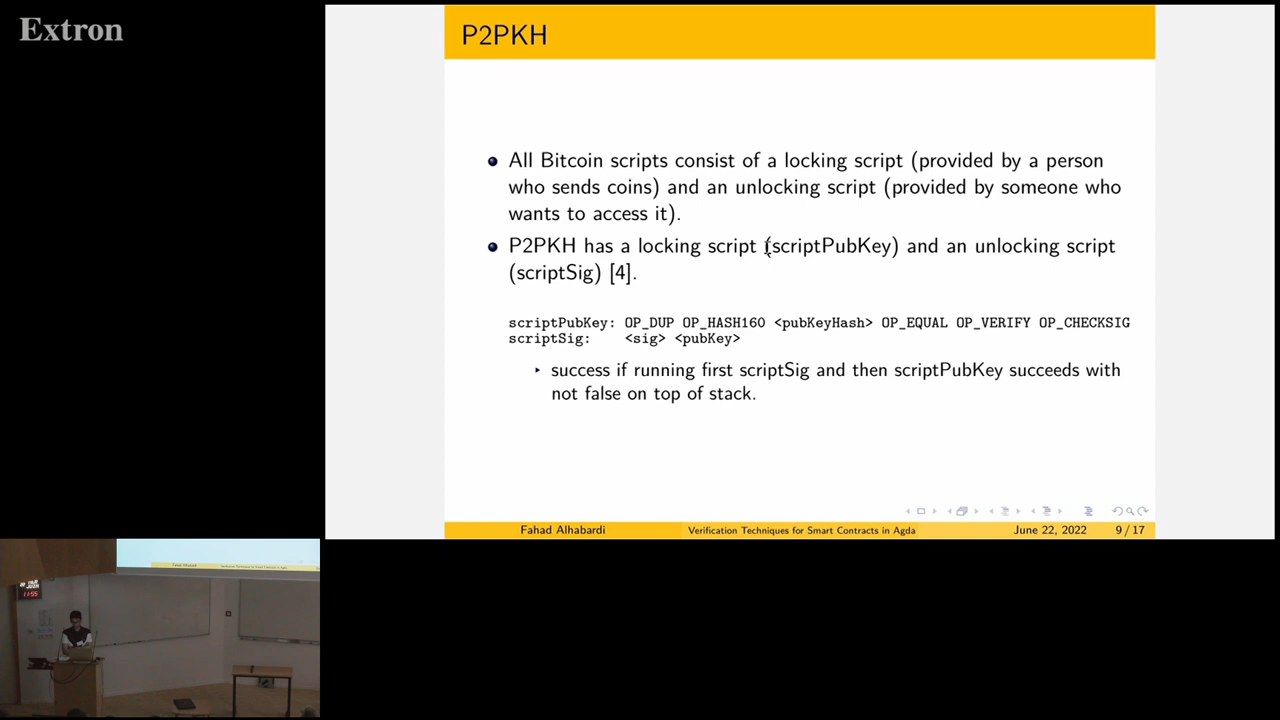 Extron
P2PKH
All Bitcoin scripts consist of a locking script (provided by a person
who sends coins) and an unlocking script (provided by someone who
wants to access it).
P2PKH has a locking script (scriptPubKey) and an unlocking script
(scriptSig) [4].
scriptPubKey: OP_DUP OP_HASH160 <pubKeyHash> OP_EQUAL OP_VERIFY OP_CHECKSIG
scriptSig: <sig> <pubKey>
success if running first scriptSig and then scriptPubKey succeeds with
not false on top of stack.
Fahad Alhabardi Verification Techniques for Smart Contracts in Agda June 22, 2022 9 / 17
11:55